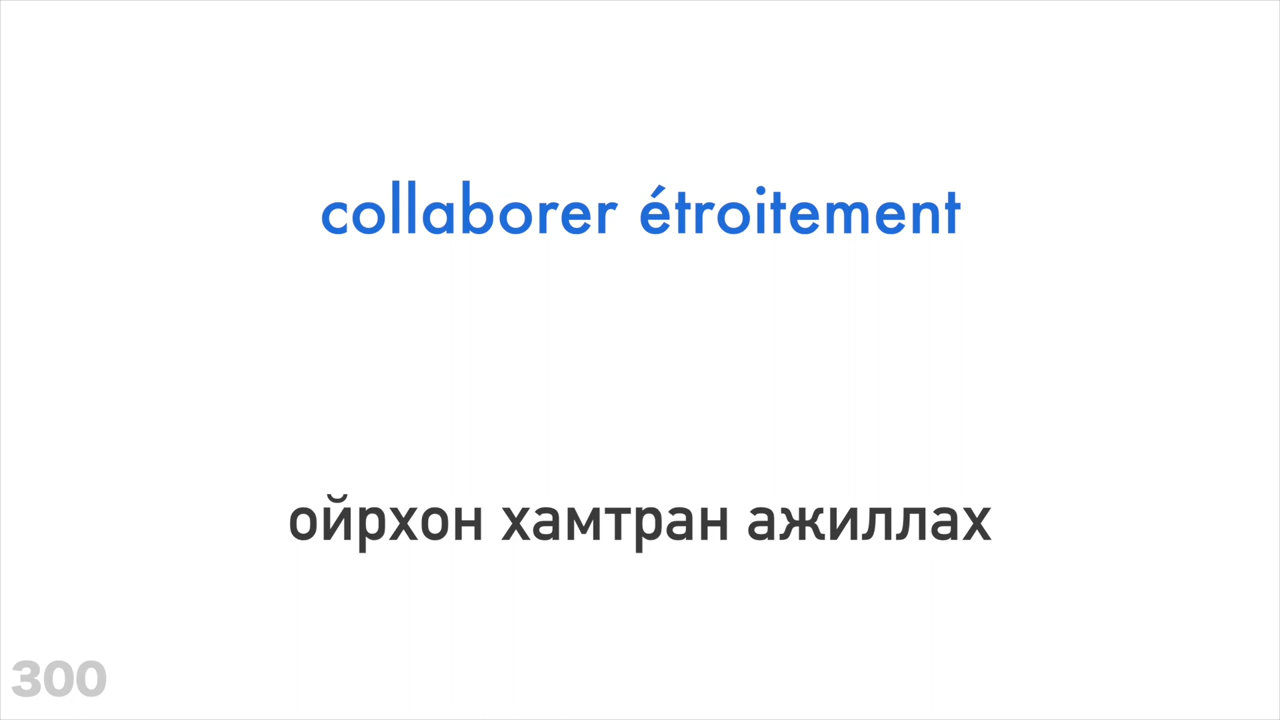 collaborer étroitement
ойрхон хамтран ажиллах
300